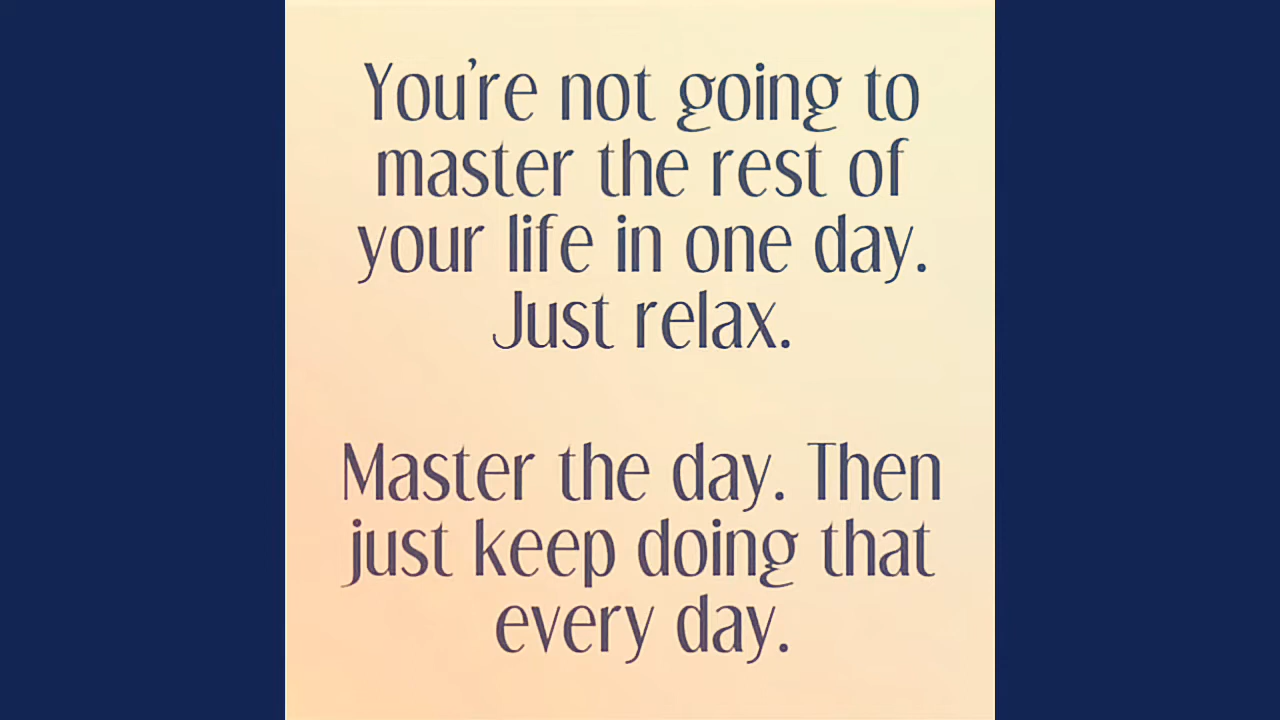 You're not going to
master the rest of
your life in one day.
Just relax.
Master the day. Then
just keep doing that
every day.